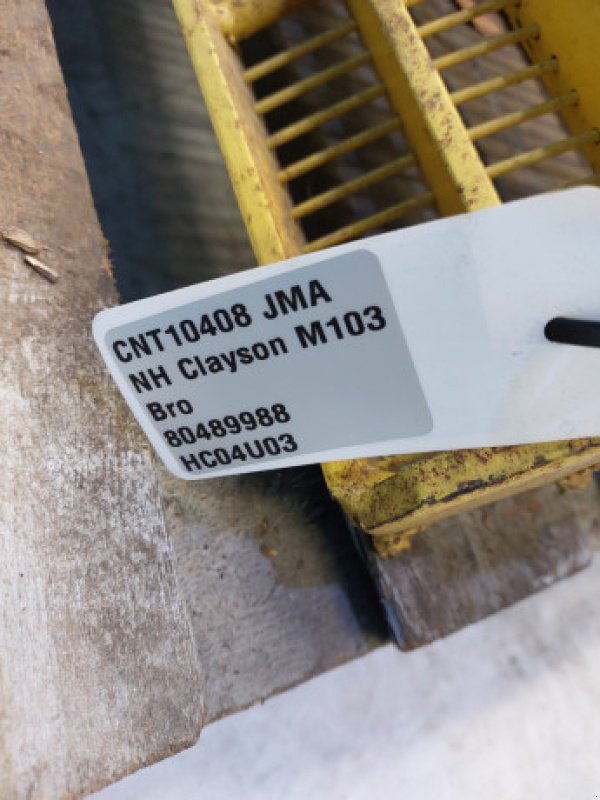 CNT10408 JMA
NH Clayson M103
Bro
80489988
HC04U03